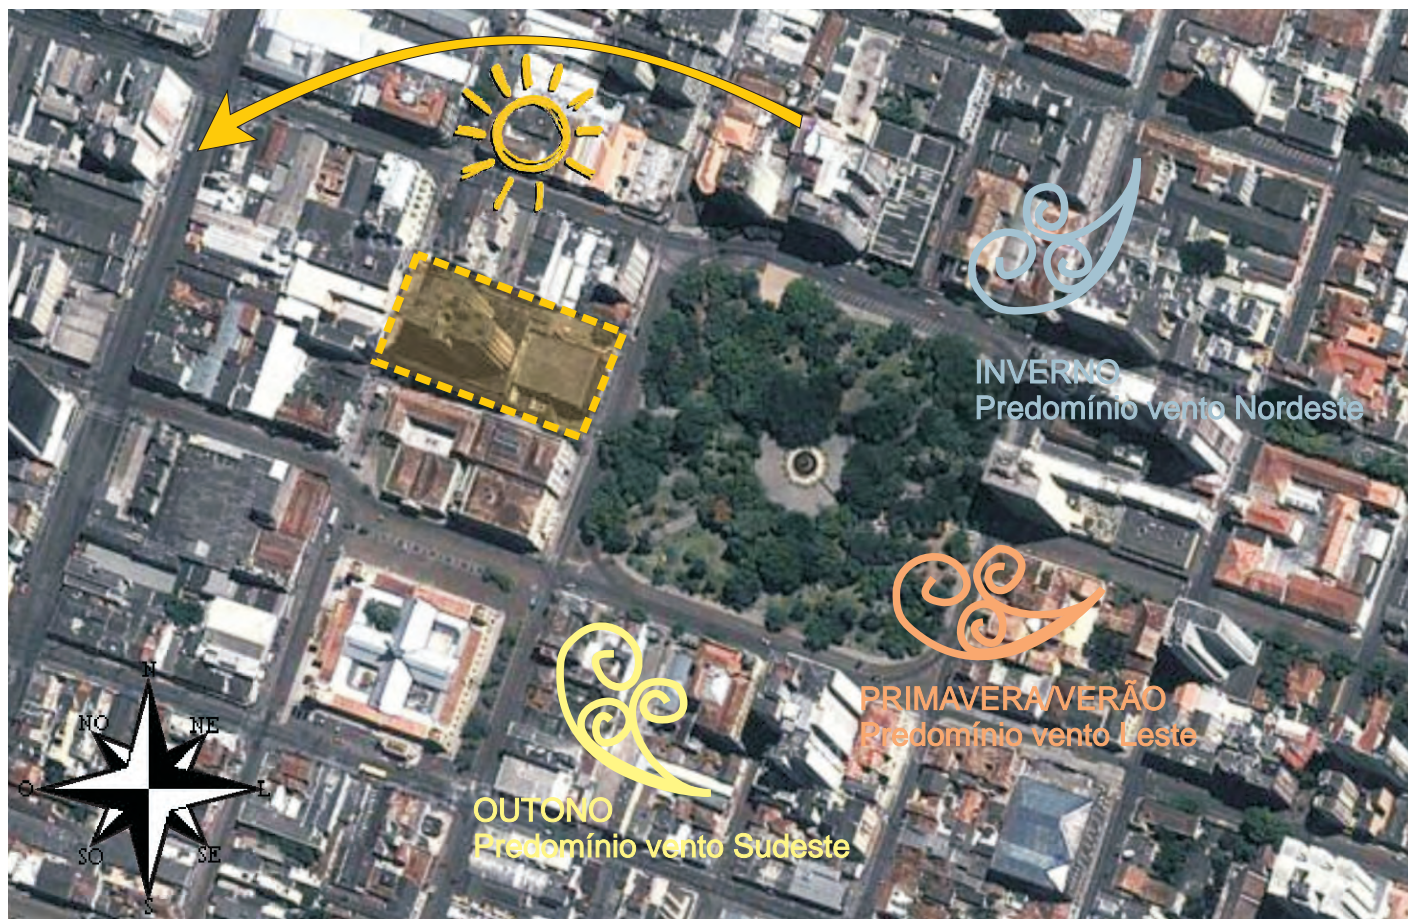 INVERNO
Predomínio vento Nordeste
PRIMAVERA/VERÃO
Predomínio vento Leste
OUTONO
Predomínio vento Sudeste
N
NO
NE
O
L
SO
SE
S